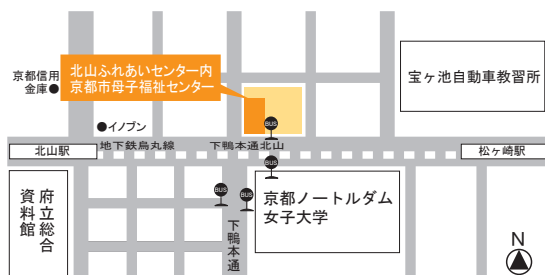 京都信用
金庫
北山ふれあいセンター内
京都市母子福祉センター
宝ヶ池自動車教習所
イノブン
北山駅
地下鉄烏丸線
下鴨本通北山
松ヶ崎駅
BUS
BUS
BUS
BUS
府立総合
資料館
下鴨本通
京都ノートルダム
女子大学
N